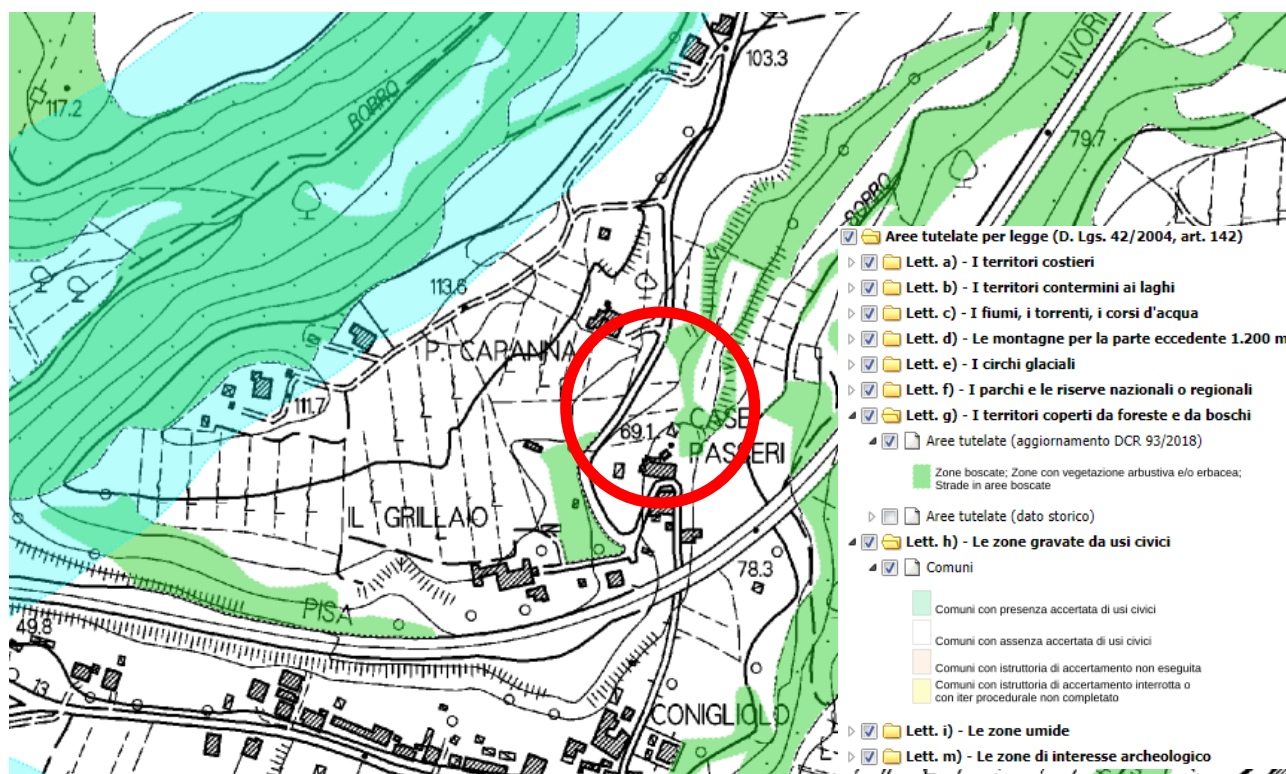 LIVORI
103.3
117.2
BORRO
79.7
BORRO
Aree tutelate per legge (D. Lgs. 42/2004, art. 142)
Lett. a) - I territori costieri
Lett. b) - I territori contermini ai laghi
Lett. c) - I fiumi, i torrenti, i corsi d'acqua
Lett. d) - Le montagne per la parte eccedente 1.200 m
Lett. e) - I circhi glaciali
Lett. f) - I parchi e le riserve nazionali o regionali
Lett. g) - I territori coperti da foreste e da boschi
Aree tutelate (aggiornamento DCR 93/2018)
Zone boscate; Zone con vegetazione arbustiva e/o erbacea;
Strade in aree boscate
Aree tutelate (dato storico)
Lett. h) - Le zone gravate da usi civici
Comuni
Comuni con presenza accertata di usi civici
Comuni con assenza accertata di usi civici
Comuni con istruttoria di accertamento non eseguita
Comuni con istruttoria di accertamento interrotta o
con iter procedurale non completato
Lett. i) - Le zone umide
Lett. m) - Le zone di interesse archeologico
113.6
P. CAPANNA
111.7
69.1
CASE
PASSERI
IL GRILLAIO
78.3
PISA
49.8
13
CONIGLIOLO